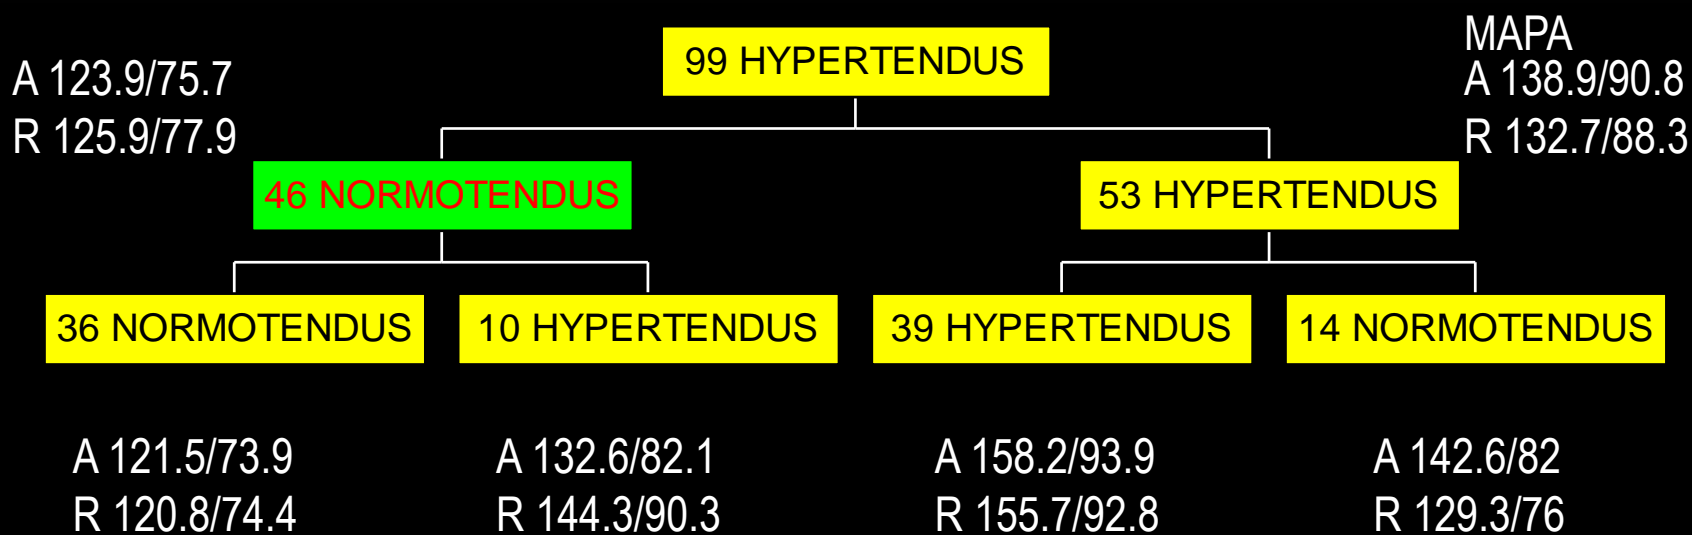 99 HYPERTENDUS
MAPA
A 123.9/75.7
A 138.9/90.8
R 125.9/77.9
R 132.7/88.3
46 NORMOTENDUS
53 HYPERTENDUS
36 NORMOTENDUS
10 HYPERTENDUS
39 HYPERTENDUS
14 NORMOTENDUS
A 121.5/73.9
R 120.8/74.4
A 132.6/82.1
R 144.3/90.3
A 158.2/93.9
R 155.7/92.8
A 142.6/82
R 129.3/76